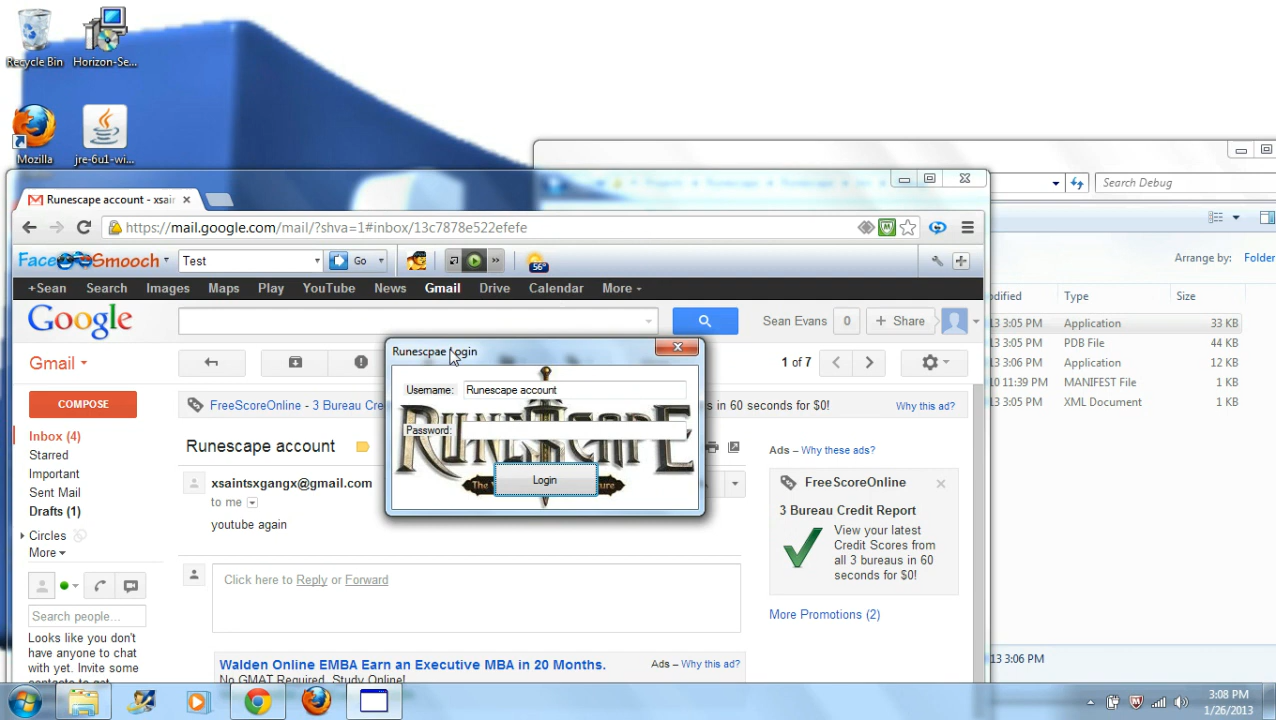 Recycle Bin
Horizon-Se...
Mozilla
jre-6u1-wi...
Runescape account - xsair
https://mail.google.com/mail/?shva=1#inbox/13c7878e522efefe
Search Debug
FaceSmooch
Test
Go
56°
+Sean Search Images Maps Play YouTube News Gmail Drive Calendar More
Arrange by: Folder
Google
Sean Evans 0 + Share
odified Type Size
13 3:05 PM Application 33 KB
13 3:05 PM PDB File 44 KB
13 3:06 PM Application 12 KB
10 11:39 PM MANIFEST File 1 KB
13 3:05 PM XML Document 1 KB
Gmail
1 of 7
Runescpae Login
Username: Runescape account
Password:
RuneScape
Login
COMPOSE
Inbox (4)
Starred
Important
Sent Mail
Drafts (1)
Circles
More
Search people...
Looks like you don't
have anyone to chat
with yet. Invite some
FreeScoreOnline - 3 Bureau Cre
s in 60 seconds for $0!
Why this ad?
Runescape account
xsaintsxgangx@gmail.com
to me
youtube again
Click here to Reply or Forward
Walden Online EMBA Earn an Executive MBA in 20 Months.
Ads – Why this ad?
No GMAT Required. Study Online!
Ads – Why these ads?
FreeScoreOnline
3 Bureau Credit Report
View your latest
Credit Scores from
all 3 bureaus in 60
seconds for $0!
More Promotions (2)
13 3:06 PM
3:08 PM
1/26/2013